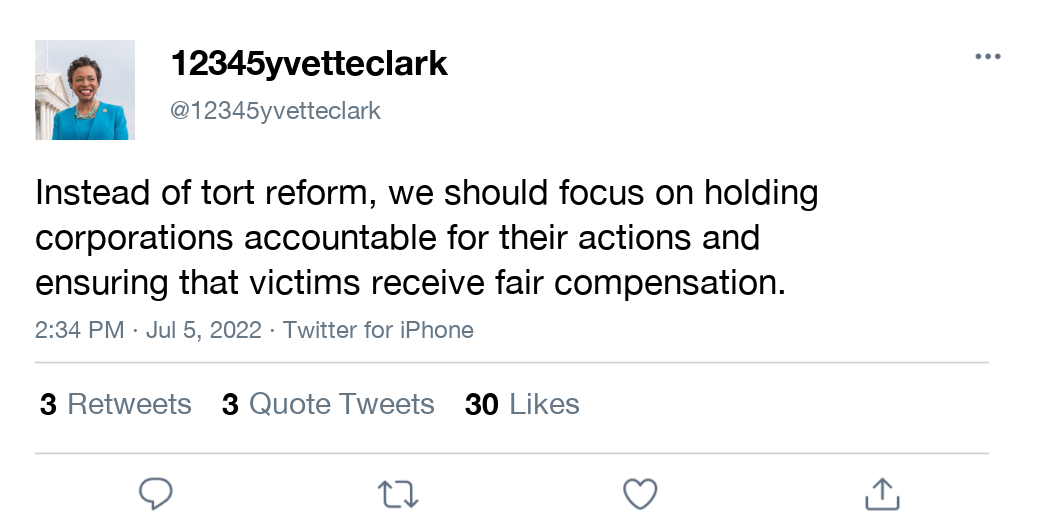 12345yvetteclark
@12345yvetteclark
Instead of tort reform, we should focus on holding
corporations accountable for their actions and
ensuring that victims receive fair compensation.
2:34 PM · Jul 5, 2022 · Twitter for iPhone
3 Retweets 3 Quote Tweets 30 Likes